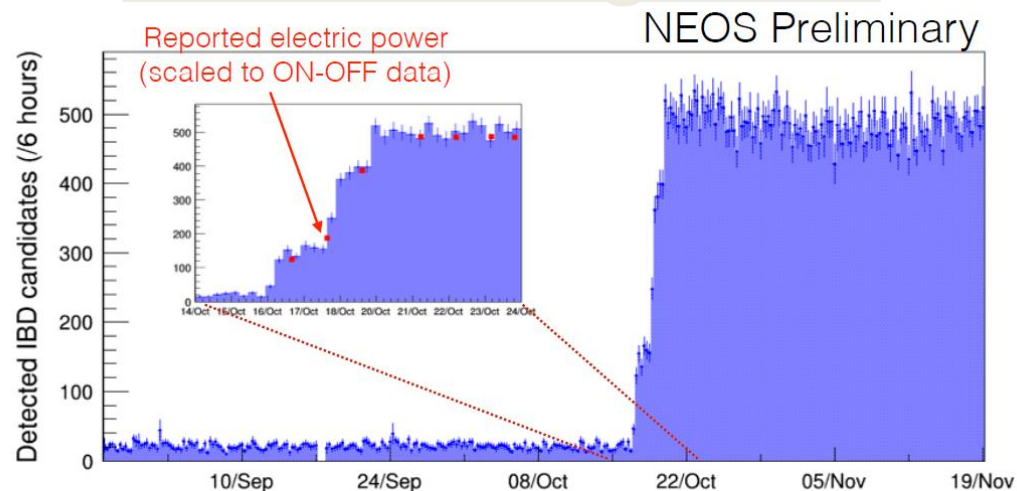 NEOS Preliminary
Reported electric power
(scaled to ON-OFF data)
Detected IBD candidates (/6 hours)
500
400
300
200
100
0
500
400
300
200
100
0
14/Oct 15/Oct 16/Oct 17/Oct 18/Oct 20/Oct 21/Oct 22/Oct 23/Oct 24/Oct
10/Sep 24/Sep 08/Oct 22/Oct 05/Nov 19/Nov